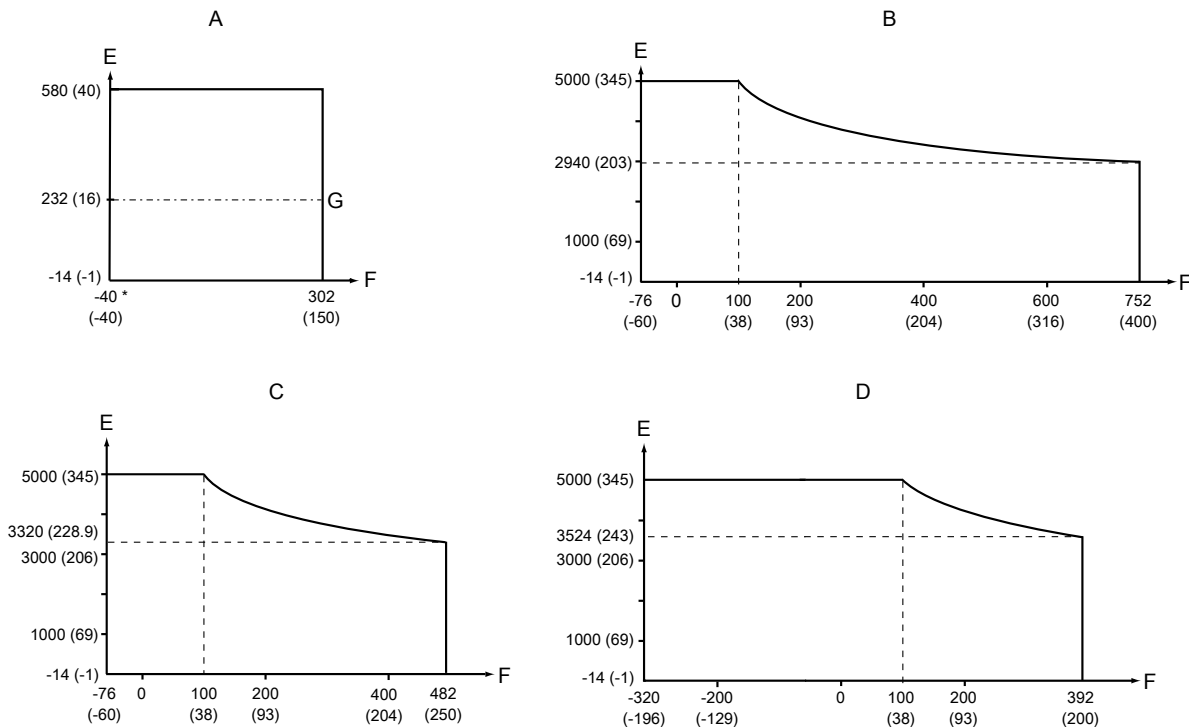 A
E
580 (40)
232 (16)
G
-14 (-1)
F
-40 *
302
(-40)
(150)
B
E
5000 (345)
2940 (203)
1000 (69)
-14 (-1)
F
-76 0 100 200 400 600 752
(-60) (38) (93) (204) (316) (400)
C
E
5000 (345)
3320 (228.9)
3000 (206)
1000 (69)
-14 (-1)
F
-76 0 100 200 400 482
(-60) (38) (93) (204) (250)
D
E
5000 (345)
3524 (243)
3000 (206)
1000 (69)
-14 (-1)
F
-320 -200 0 100 200 392
(-196) (-129) (38) (93) (200)